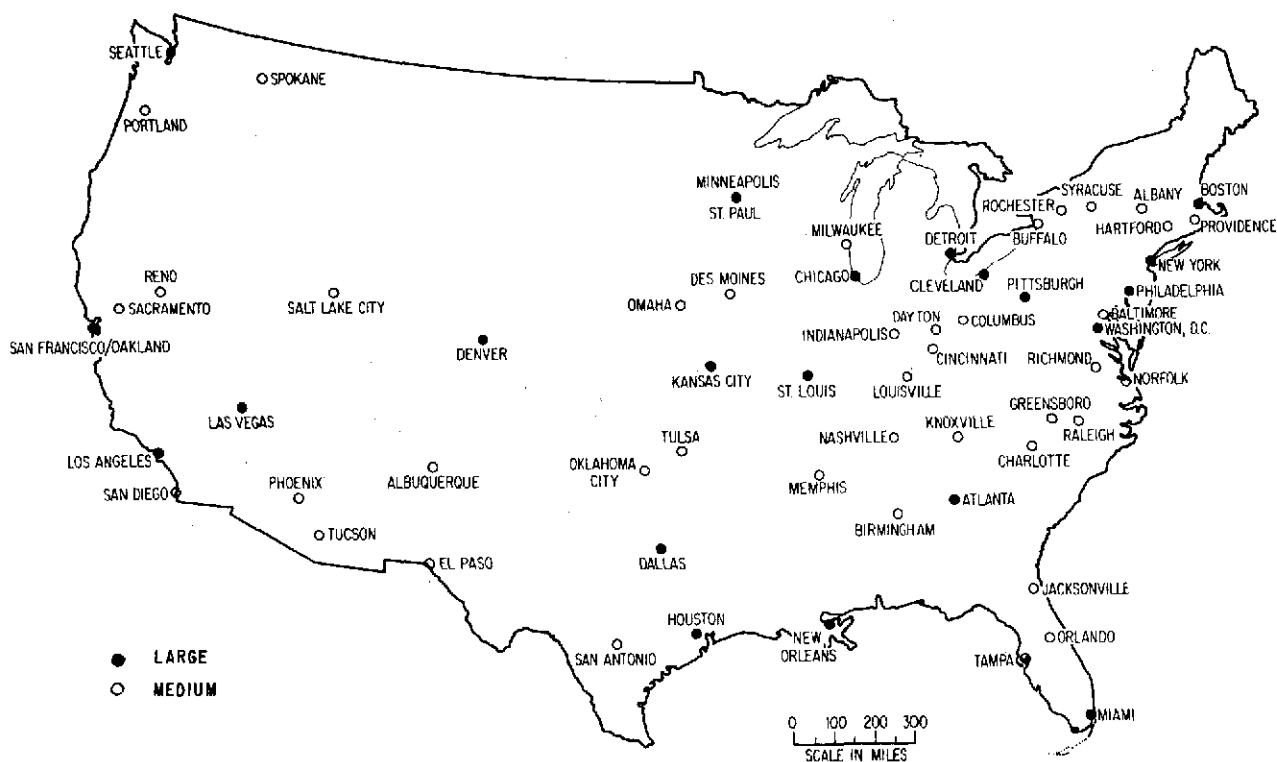 SEATTLE
SPOKANE
PORTLAND
MINNEAPOLIS
ST. PAUL
MILWAUKEE
ROCHESTER
SYRACUSE
ALBANY
BOSTON
DETROIT
BUFFALO
HARTFORD
PROVIDENCE
RENO
SACRAMENTO
SALT LAKE CITY
DES MOINES
CHICAGO
CLEVELAND
PITTSBURGH
NEW YORK
OMAHA
PHILADELPHIA
SAN FRANCISCO/OAKLAND
DENVER
INDIANAPOLIS
DAYTON
COLUMBUS
BALTIMORE
WASHINGTON, D.C.
KANSAS CITY
ST. LOUIS
LOUISVILLE
CINCINNATI
RICHMOND
NORFOLK
LAS VEGAS
TULSA
NASHVILLE
KNOXVILLE
GREENSBORO
RALEIGH
LOS ANGELES
SAN DIEGO
PHOENIX
ALBUQUERQUE
OKLAHOMA
CITY
MEMPHIS
CHARLOTTE
ATLANTA
TUCSON
BIRMINGHAM
EL PASO
DALLAS
JACKSONVILLE
HOUSTON
SAN ANTONIO
NEW
ORLEANS
ORLANDO
TAMPA
MIAMI
LARGE
MEDIUM
0 100 200 300
SCALE IN MILES